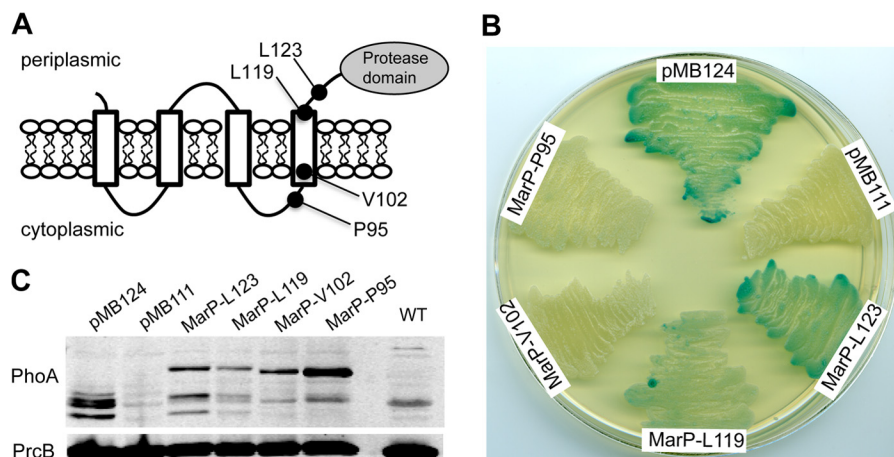 A
periplasmic
L123
L119
Protease
domain
V102
P95
cytoplasmic
B
pMB124
pMB111
MarP-L123
MarP-L119
MarP-V102
MarP-P95
C
pMB124
pMB111
MarP-L123
MarP-L119
MarP-V102
MarP-P95
WT
PhoA
PrcB